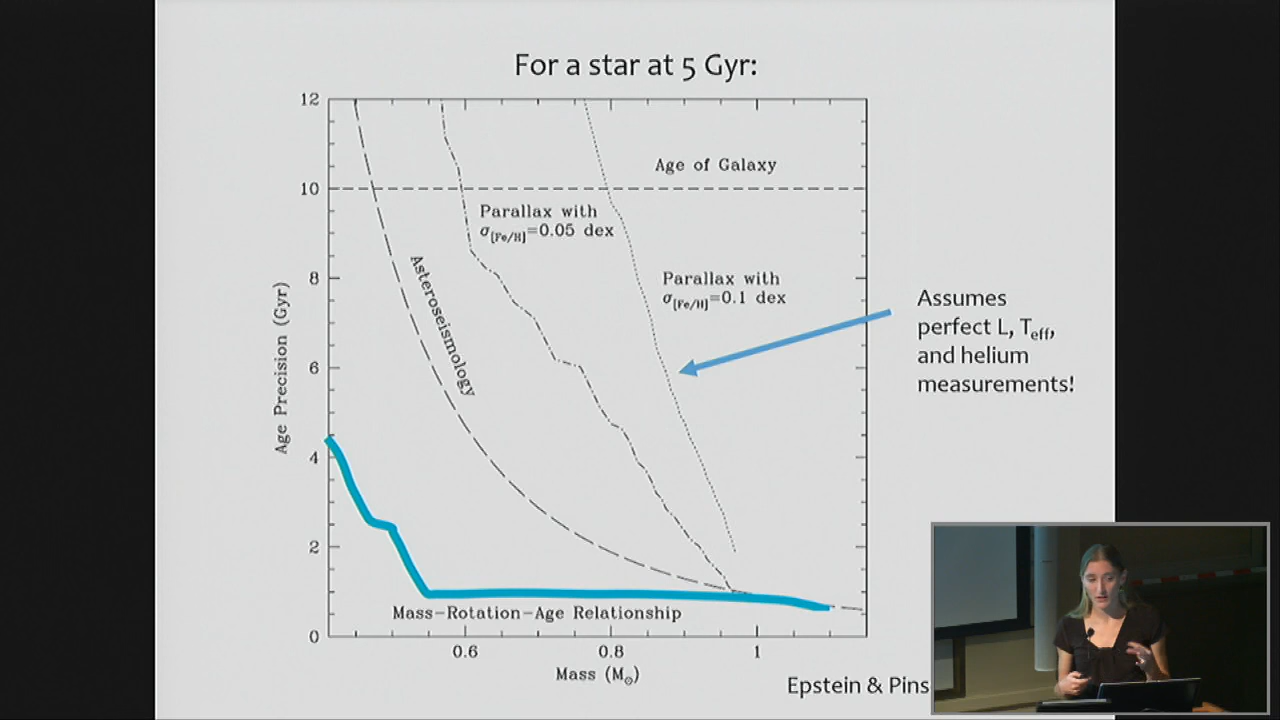 For a star at 5 Gyr:
12
Age of Galaxy
10
Parallax with
σ[Fe/H]=0.05 dex
Asteroseismology
8
Parallax with
σ[Fe/H]=0.1 dex
Assumes
perfect L, Teff,
and helium
measurements!
Age Precision (Gyr)
6
4
2
Mass-Rotation-Age Relationship
0
0.6
0.8
1
Mass (M⊙)
Epstein & Pins